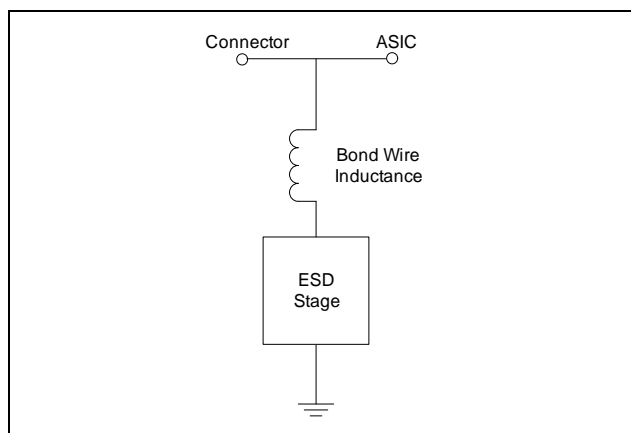 Connector
ASIC
Bond Wire
Inductance
ESD
Stage